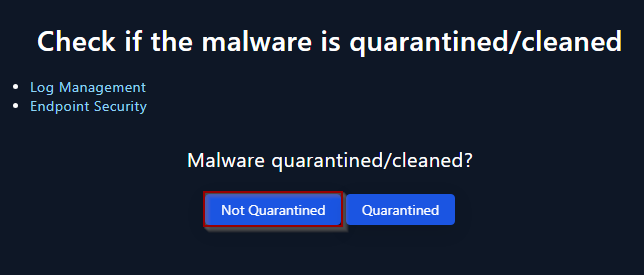 Check if the malware is quarantined/cleaned
Log Management
Endpoint Security
Malware quarantined/cleaned?
Not Quarantined Quarantined